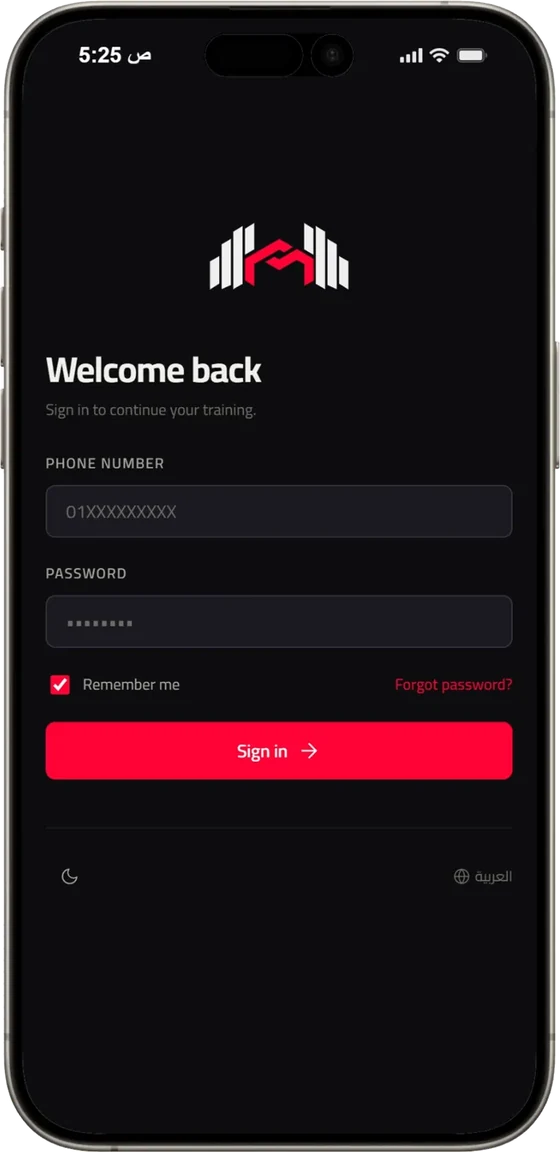 5:25 ص
Welcome back
Sign in to continue your training.
PHONE NUMBER
01XXXXXXXXX
PASSWORD
Remember me
Forgot password?
Sign in →
العربية